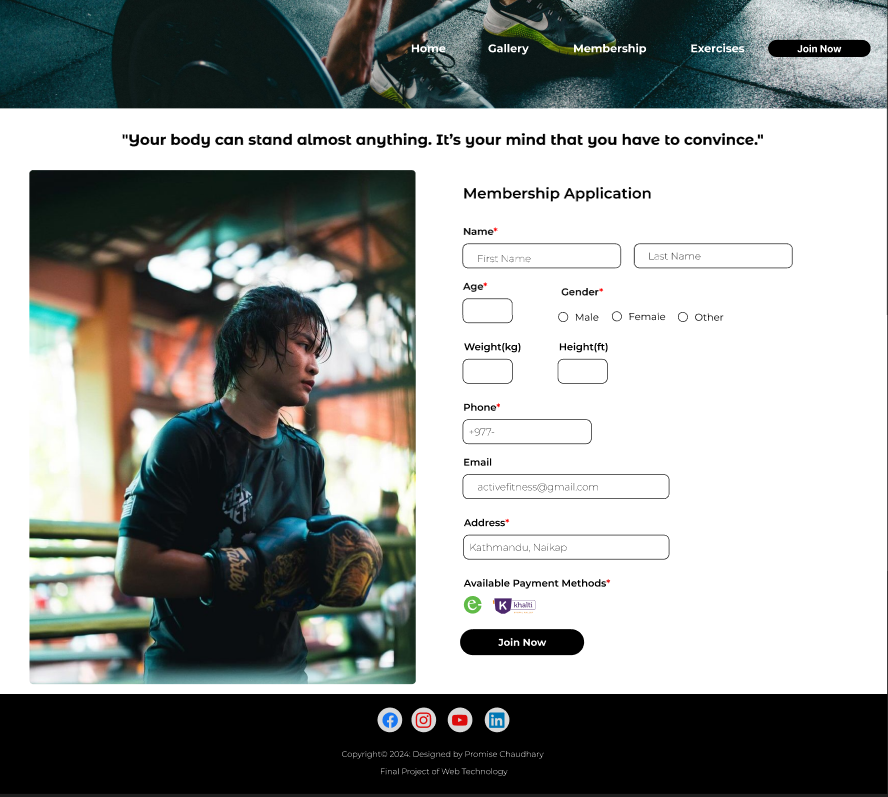 Home Gallery Membership Exercises Join Now
"Your body can stand almost anything. It’s your mind that you have to convince."
Membership Application
Name*
First Name Last Name
Age* Gender*
Male Female Other
Weight(kg) Height(ft)
Phone*
+977-
Email
activefitness@gmail.com
Address*
Kathmandu, Naikap
Available Payment Methods*
e K khalti
Join Now
in
Copyright© 2024: Designed by Promise Chaudhary
Final Project of Web Technology